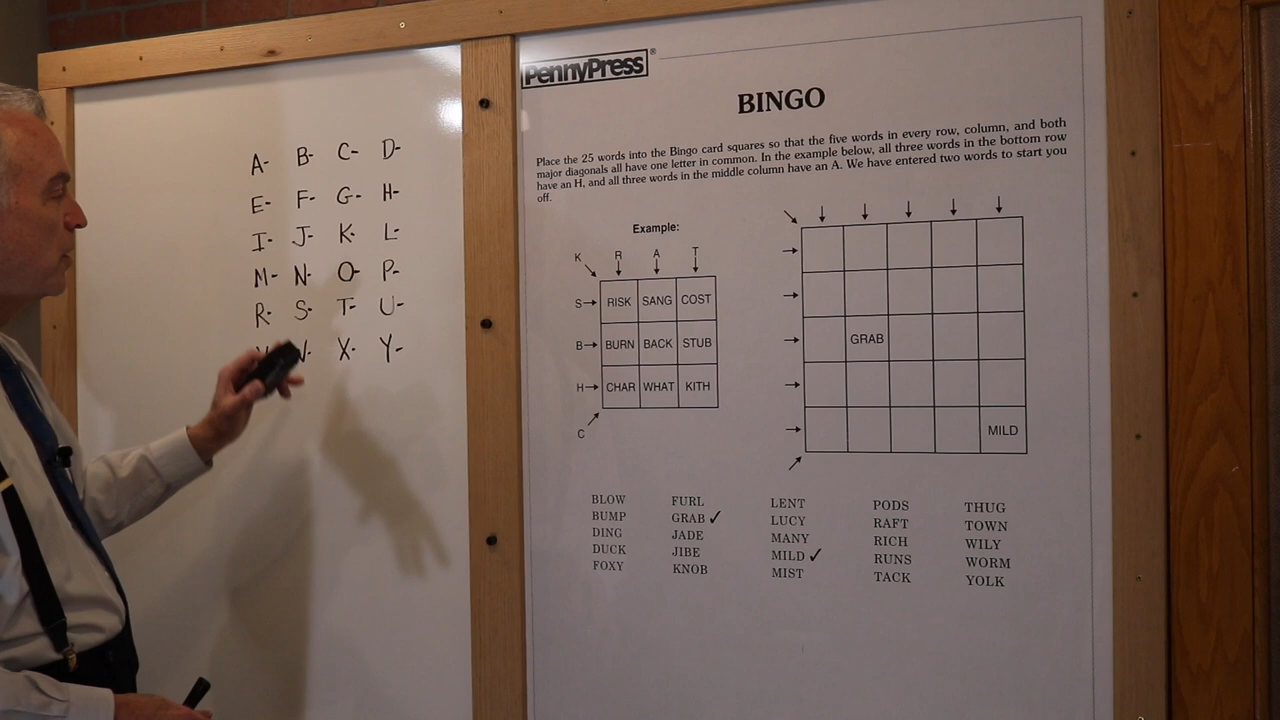 A- B- C- D-
E- F- G- H-
I- J- K- L-
M- N- O- P-
R- S- T- U-
X- Y-
PennyPress®
BINGO
Place the 25 words into the Bingo card squares so that the five words in every row, column, and both
major diagonals all have one letter in common. In the example below, all three words in the bottom row
have an H, and all three words in the middle column have an A. We have entered two words to start you
off.
Example:
K R A T
S→ RISK SANG COST
B→ BURN BACK STUB
H→ CHAR WHAT KITH
C
GRAB
MILD
BLOW FURL LENT PODS THUG
BUMP GRAB ✓ LUCY RAFT TOWN
DING JADE MANY RICH WILY
DUCK JIBE MILD ✓ RUNS WORM
FOXY KNOB MIST TACK YOLK